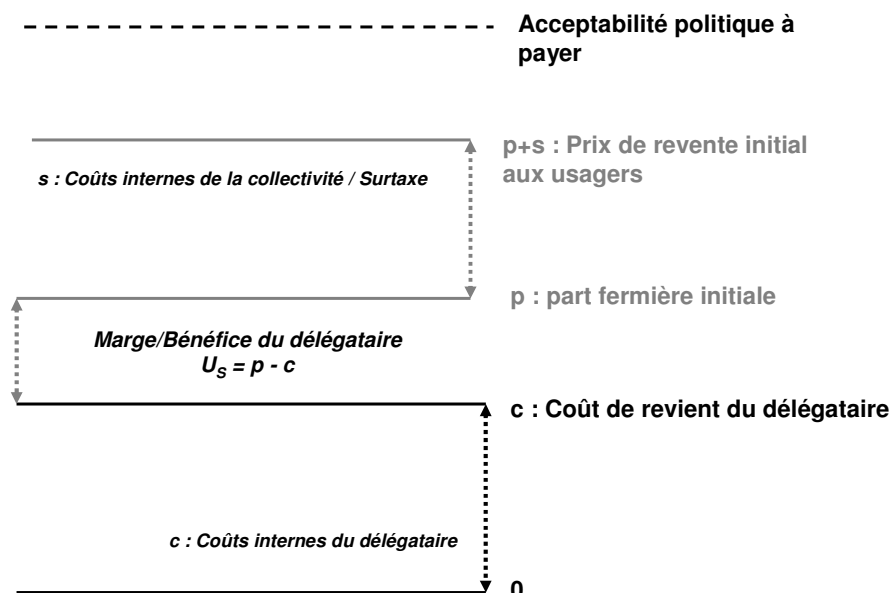 Acceptabilité politique à
payer
p+s : Prix de revente initial
aux usagers
s : Coûts internes de la collectivité / Surtaxe
p : part fermière initiale
Marge/Bénéfice du délégataire
U_S = p - c
c : Coût de revient du délégataire
c : Coûts internes du délégataire
0